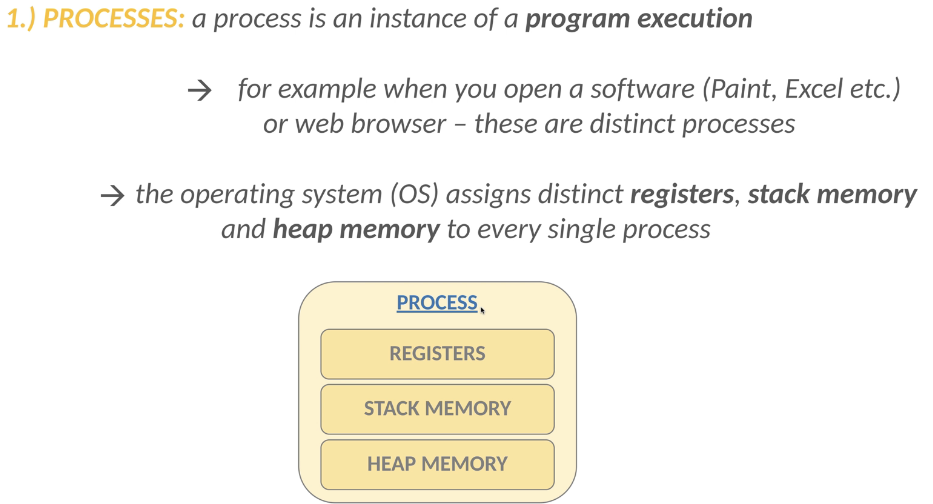 1.) PROCESSES: a process is an instance of a program execution
→ for example when you open a software (Paint, Excel etc.)
or web browser – these are distinct processes
→ the operating system (OS) assigns distinct registers, stack memory
and heap memory to every single process
PROCESS
REGISTERS
STACK MEMORY
HEAP MEMORY